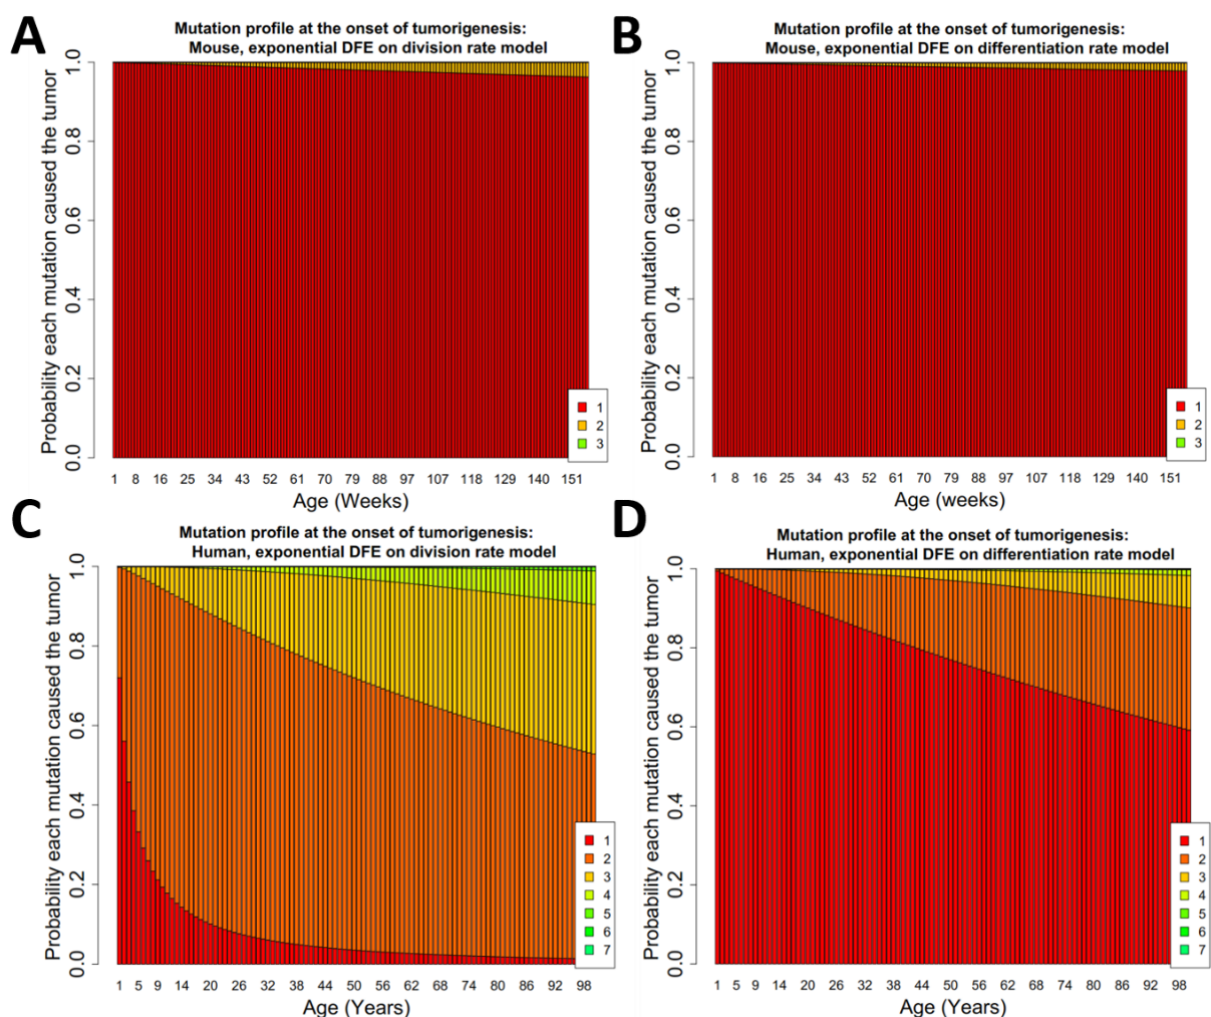 A
Mutation profile at the onset of tumorigenesis:
Mouse, exponential DFE on division rate model
Probability each mutation caused the tumor
0.0 0.2 0.4 0.6 0.8 1.0
1
2
3
1 8 16 25 34 43 52 61 70 79 88 97 107 118 129 140 151
Age (Weeks)
B
Mutation profile at the onset of tumorigenesis:
Mouse, exponential DFE on differentiation rate model
Probability each mutation caused the tumor
0.0 0.2 0.4 0.6 0.8 1.0
1
2
3
1 8 16 25 34 43 52 61 70 79 88 97 107 118 129 140 151
Age (weeks)
C
Mutation profile at the onset of tumorigenesis:
Human, exponential DFE on division rate model
Probability each mutation caused the tumor
0.0 0.2 0.4 0.6 0.8 1.0
1
2
3
4
5
6
7
1 5 9 14 20 26 32 38 44 50 56 62 68 74 80 86 92 98
Age (Years)
D
Mutation profile at the onset of tumorigenesis:
Human, exponential DFE on differentiation rate model
Probability each mutation caused the tumor
0.0 0.2 0.4 0.6 0.8 1.0
1
2
3
4
5
6
7
1 5 9 14 20 26 32 38 44 50 56 62 68 74 80 86 92 98
Age (Years)